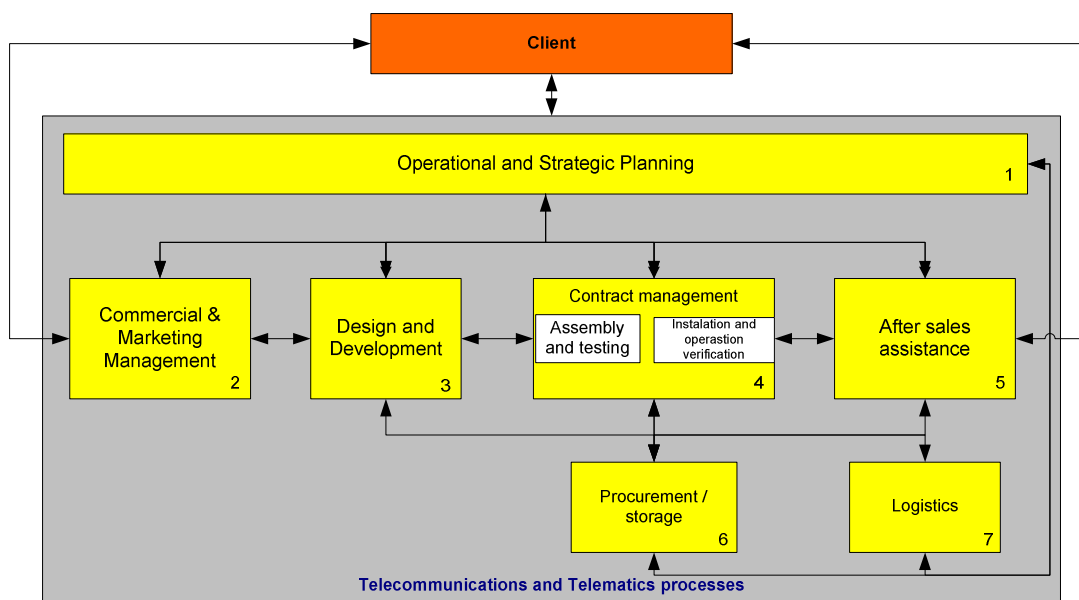 Client
Operational and Strategic Planning
1
Commercial &
Marketing
Management
2
Design and
Development
3
Contract management
Assembly
and testing
Instalation and
operastion
verification
4
After sales
assistance
5
Procurement /
storage
6
Logistics
7
Telecommunications and Telematics processes